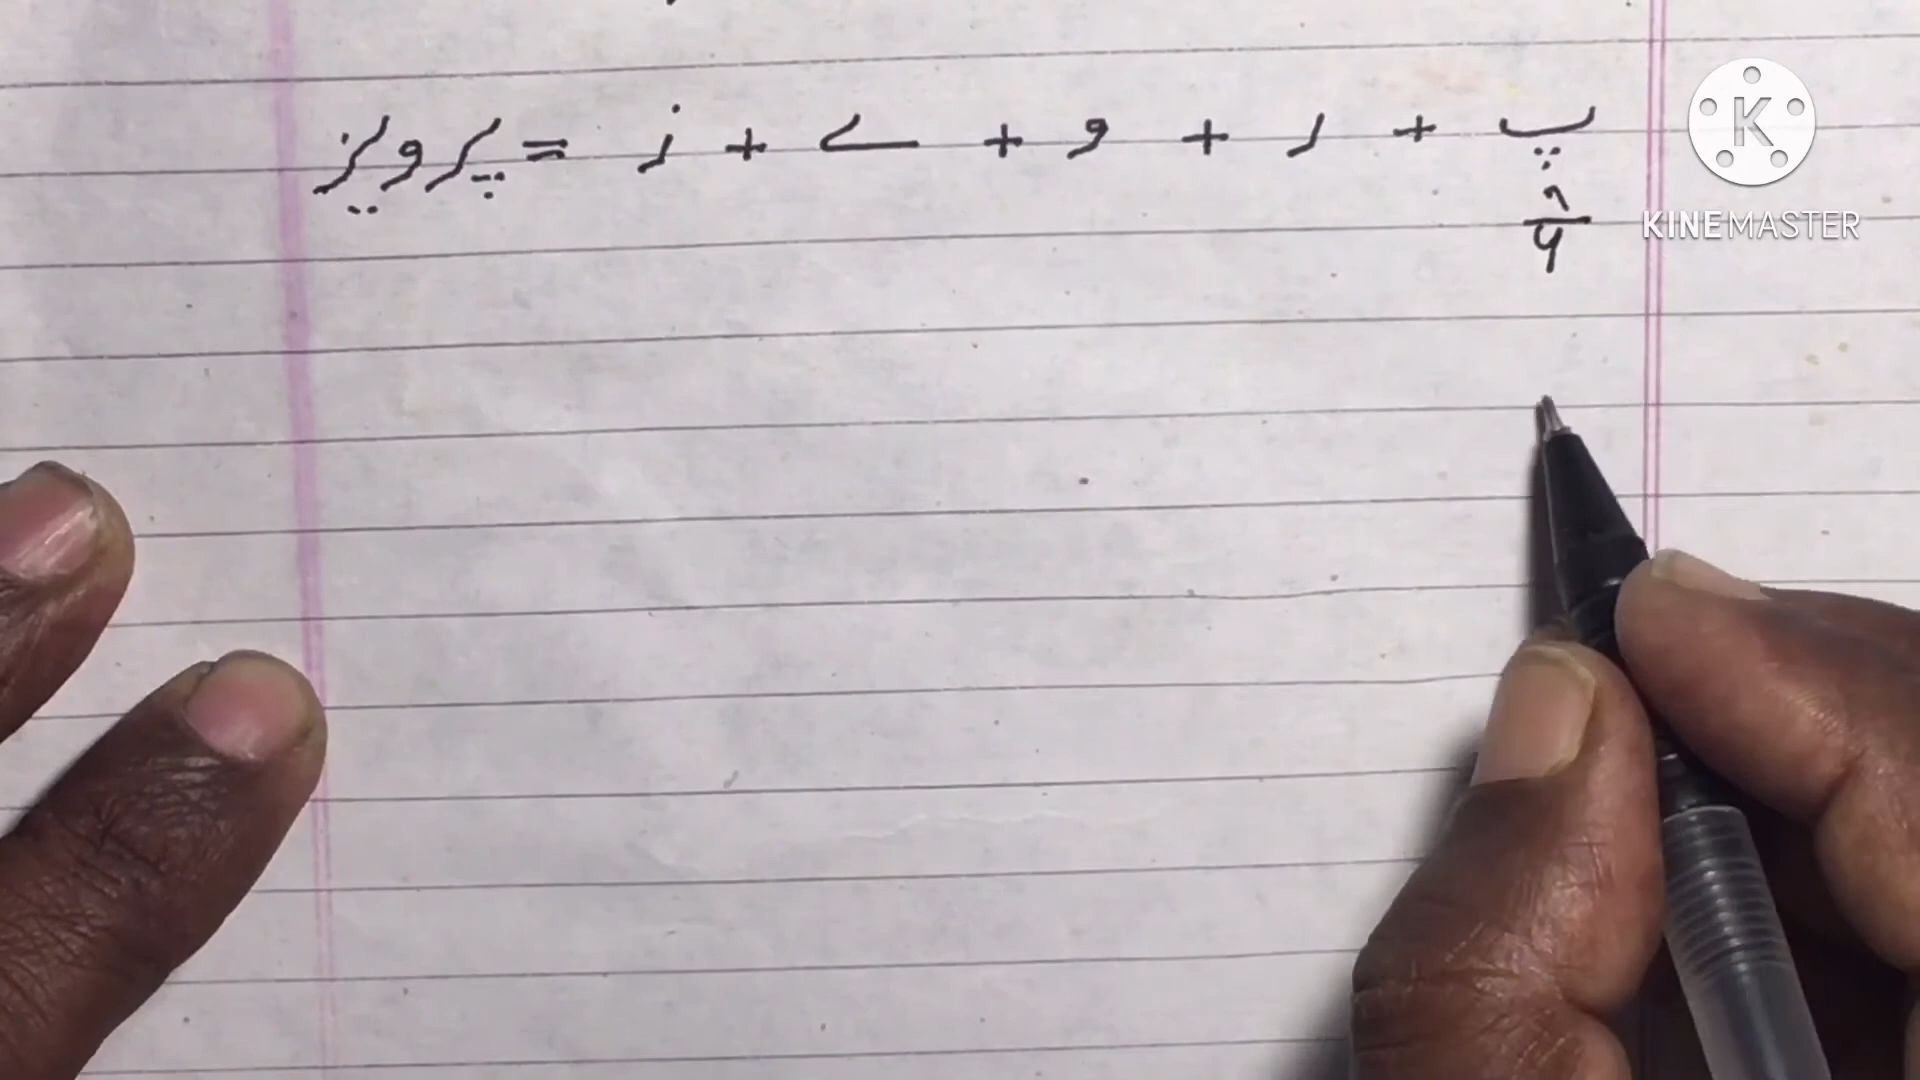 پ + ر + و + ے + ز = پرویز
K
KINEMASTER